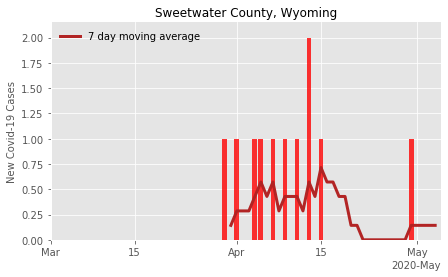 Sweetwater County, Wyoming
7 day moving average
New Covid-19 Cases
2.00
1.75
1.50
1.25
1.00
0.75
0.50
0.25
0.00
Mar
15
Apr
15
May
2020-May